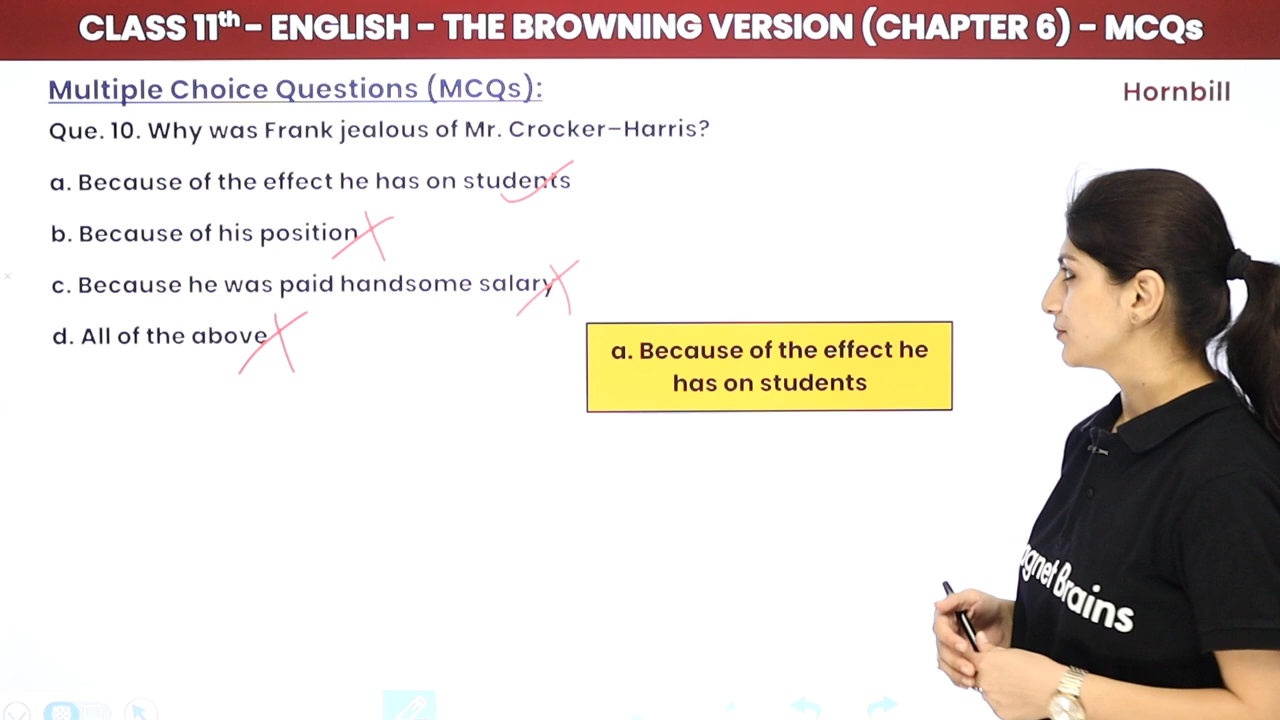 CLASS 11th - ENGLISH - THE BROWNING VERSION (CHAPTER 6) - MCQs
Multiple Choice Questions (MCQs):
Hornbill
Que. 10. Why was Frank jealous of Mr. Crocker–Harris?
a. Because of the effect he has on students
b. Because of his position
c. Because he was paid handsome salary
d. All of the above
a. Because of the effect he
has on students
gnet Brains